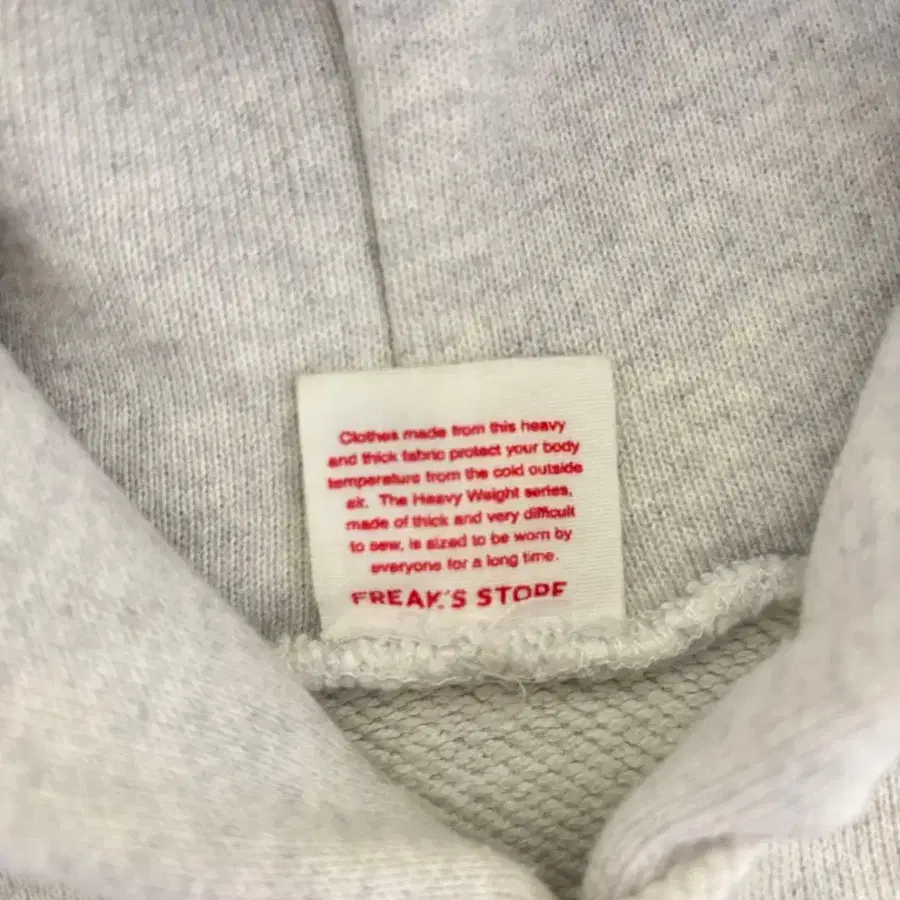 Clothes made from this heavy
and thick fabric protect your body
temperature from the cold outside
air. The Heavy Weight series,
made of thick and very difficult
to sew, is sized to be worn by
everyone for a long time.
FREAK'S STORE